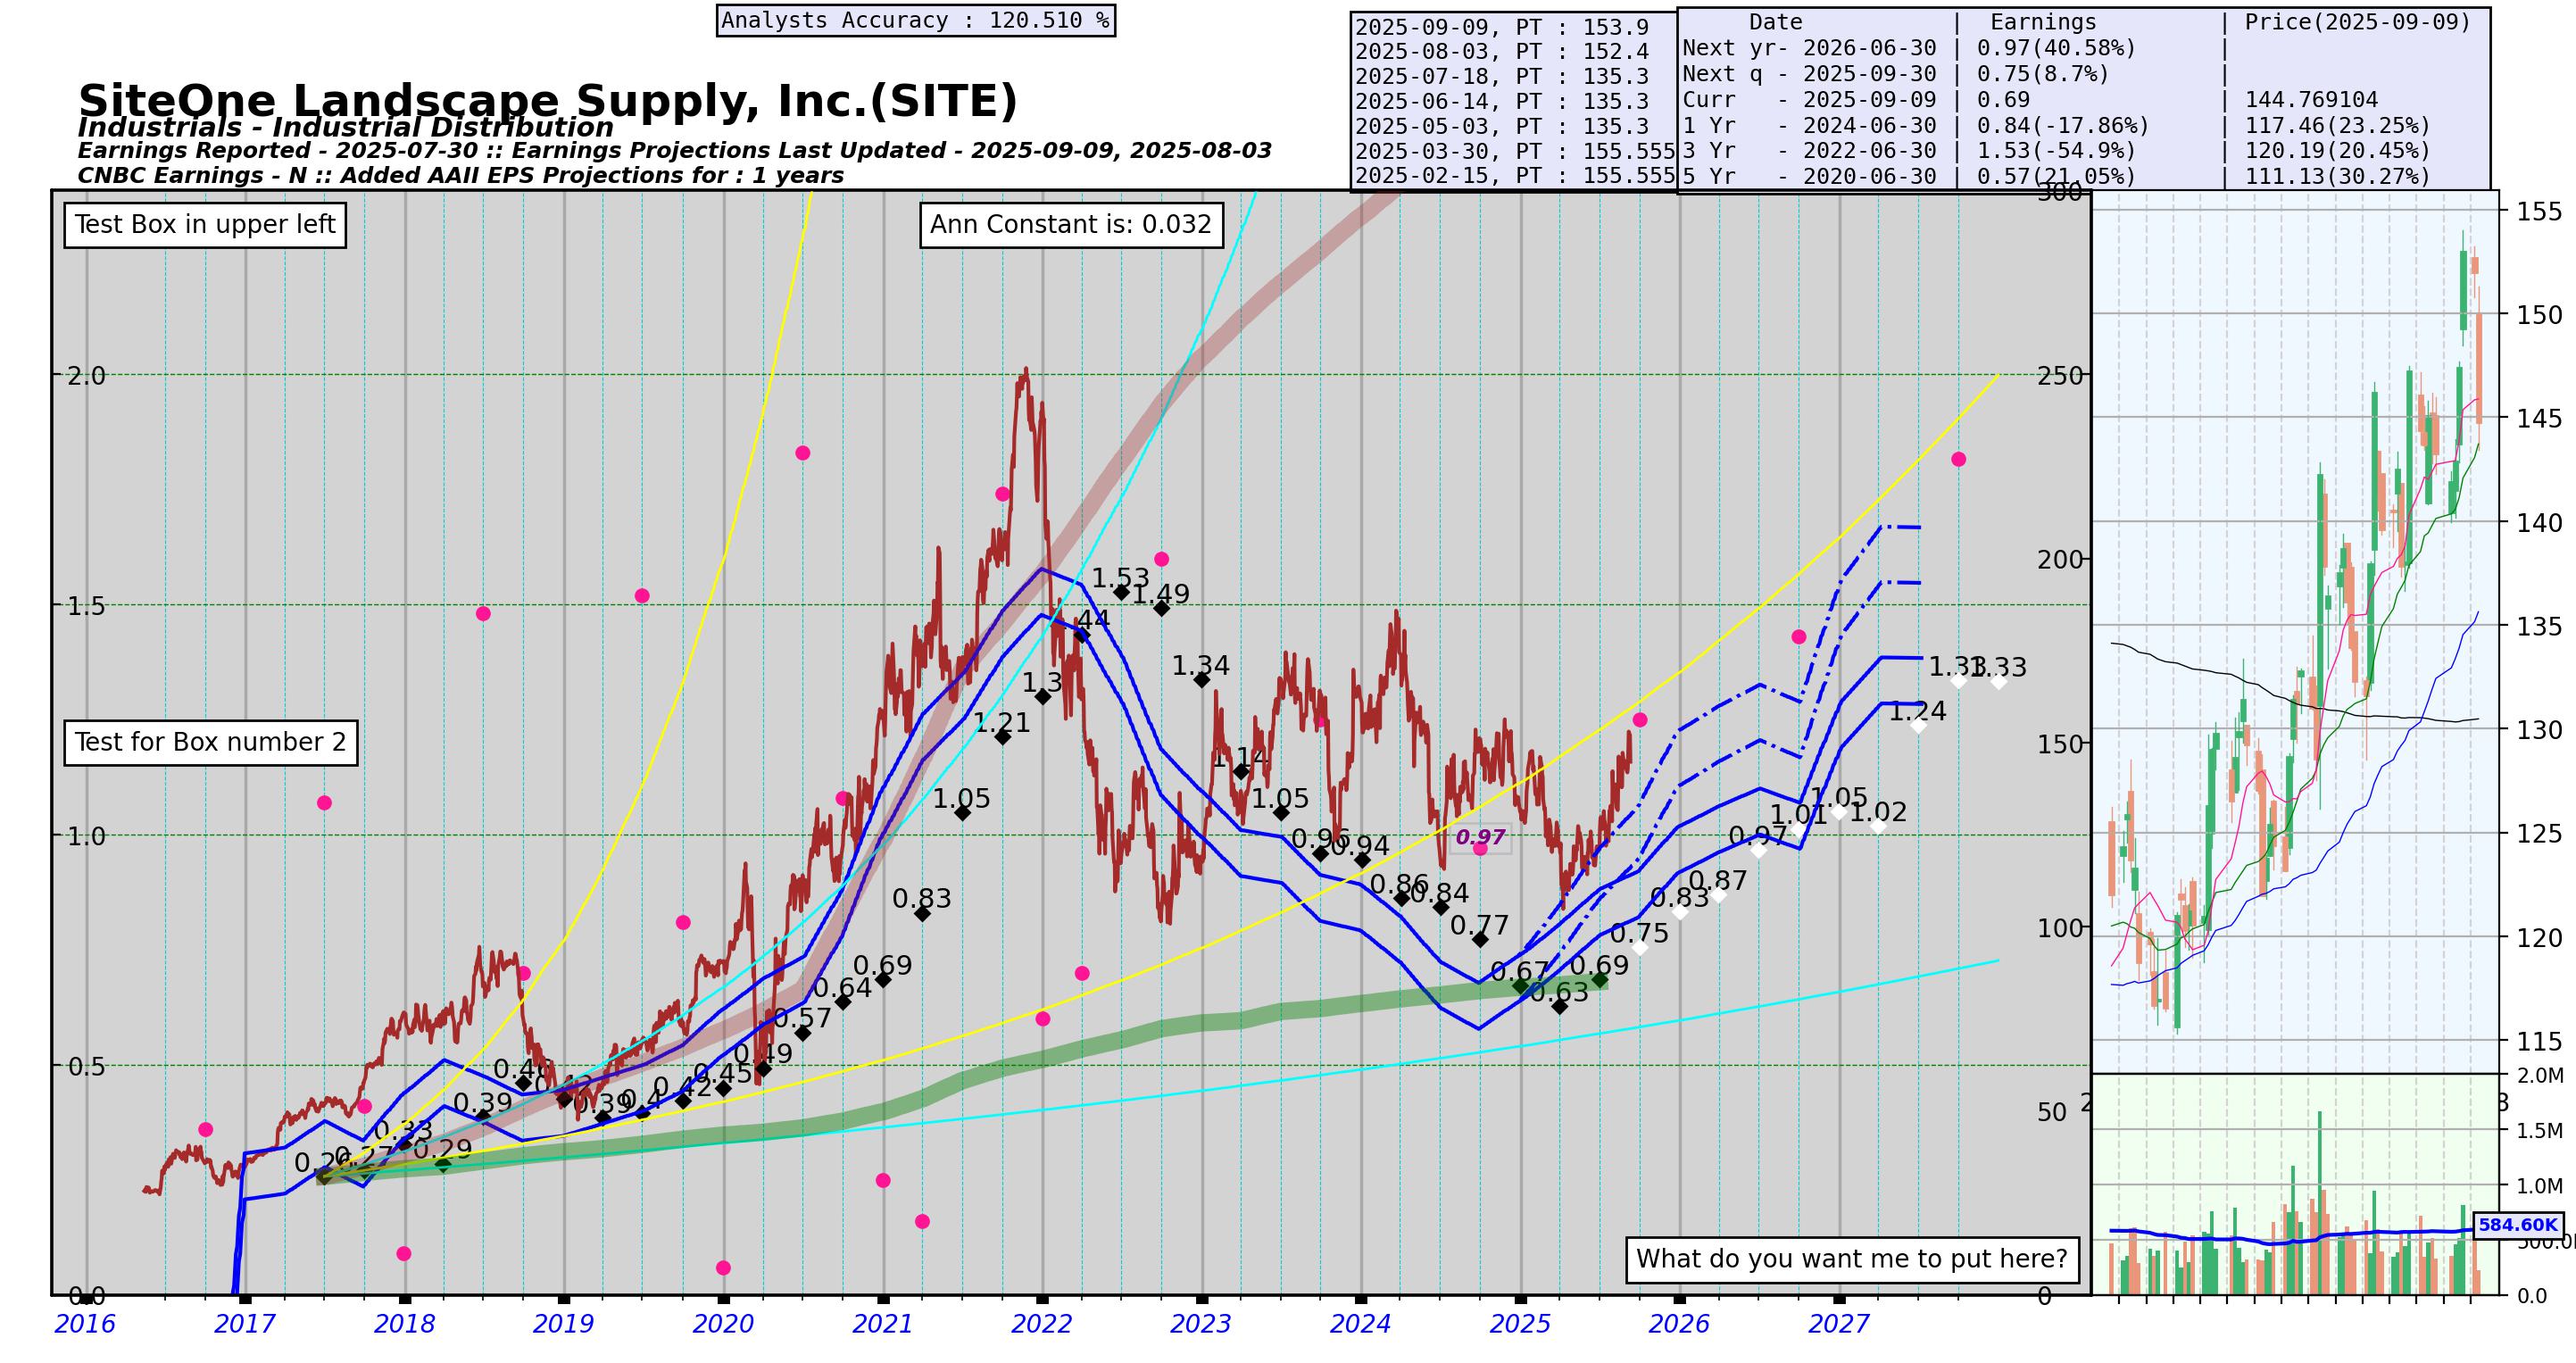 Analysts Accuracy : 120.510 %
2025-09-09, PT : 153.9
2025-08-03, PT : 152.4
2025-07-18, PT : 135.3
2025-06-14, PT : 135.3
2025-05-03, PT : 135.3
2025-03-30, PT : 155.555
2025-02-15, PT : 155.555
Date | Earnings | Price(2025-09-09)
Next yr- 2026-06-30 | 0.97(40.58%) |
Next q - 2025-09-30 | 0.75(8.7%) |
Curr - 2025-09-09 | 0.69 | 144.769104
1 Yr - 2024-06-30 | 0.84(-17.86%) | 117.46(23.25%)
3 Yr - 2022-06-30 | 1.53(-54.9%) | 120.19(20.45%)
5 Yr - 2020-06-30 | 0.57(21.05%) | 111.13(30.27%)
SiteOne Landscape Supply, Inc.(SITE)
Industrials - Industrial Distribution
Earnings Reported - 2025-07-30 :: Earnings Projections Last Updated - 2025-09-09, 2025-08-03
CNBC Earnings - N :: Added AAII EPS Projections for : 1 years
Test Box in upper left
Ann Constant is: 0.032
Test for Box number 2
What do you want me to put here?
2.0
1.5
1.0
0.5
0.0
300
250
200
150
100
50
0
0.27
0.33
0.29
0.39
0.46
0.39
0.4
0.42
0.45
0.49
0.57
0.64
0.69
0.83
1.05
1.21
1.3
1.53
1.49
1.34
1.14
1.05
0.96
0.94
0.86
0.84
0.77
0.97
0.67
0.63
0.69
0.75
0.83
0.87
0.97
1.01
1.05
1.02
1.24
1.33
1.33
2016
2017
2018
2019
2020
2021
2022
2023
2024
2025
2026
2027
155
150
145
140
135
130
125
120
115
2.0M
1.5M
1.0M
584.60K
0.0